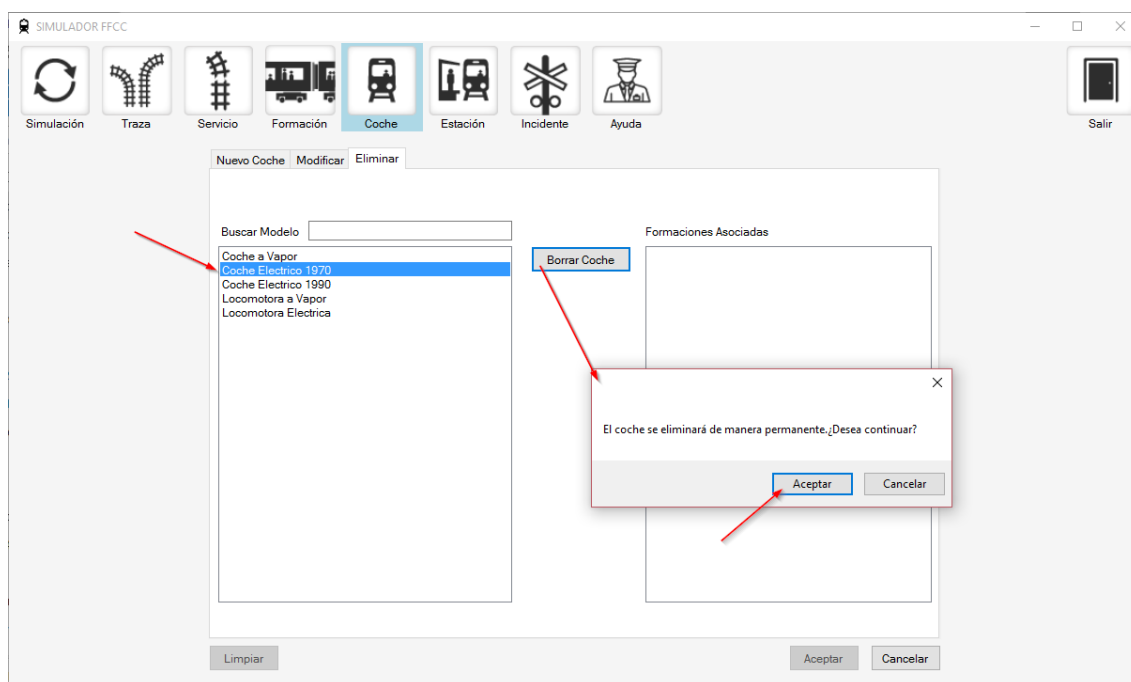 SIMULADOR FFCC
Simulación Traza Servicio Formación Coche Estación Incidente Ayuda Salir
Nuevo Coche Modificar Eliminar
Buscar Modelo Formaciones Asociadas
Borrar Coche
Coche a Vapor
Coche Electrico 1970
Coche Electrico 1990
Locomotora a Vapor
Locomotora Electrica
El coche se eliminará de manera permanente.¿Desea continuar?
Aceptar Cancelar
Limpiar Aceptar Cancelar